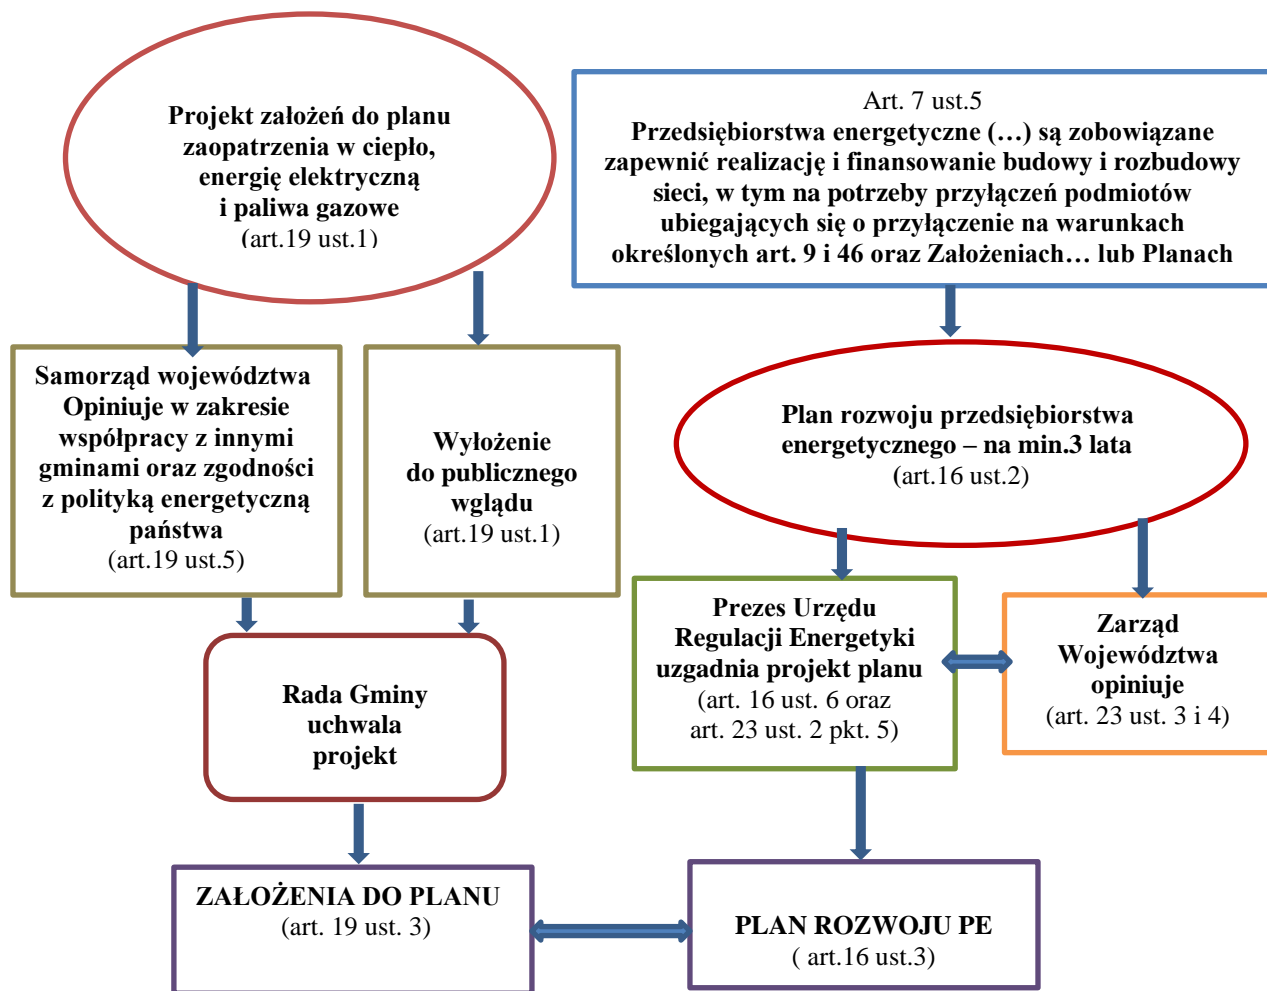 Projekt założeń do planu
zaopatrzenia w ciepło,
energię elektryczną
i paliwa gazowe
(art.19 ust.1)
Art. 7 ust.5
Przedsiębiorstwa energetyczne (…) są zobowiązane
zapewnić realizację i finansowanie budowy i rozbudowy
sieci, w tym na potrzeby przyłączeń podmiotów
ubiegających się o przyłączenie na warunkach
określonych art. 9 i 46 oraz Założeniach… lub Planach
Samorząd województwa
Opiniuje w zakresie
współpracy z innymi
gminami oraz zgodności
z polityką energetyczną
państwa
(art.19 ust.5)
Wyłożenie
do publicznego
wglądu
(art.19 ust.1)
Plan rozwoju przedsiębiorstwa
energetycznego – na min.3 lata
(art.16 ust.2)
Rada Gminy
uchwala
projekt
Prezes Urzędu
Regulacji Energetyki
uzgadnia projekt planu
(art. 16 ust. 6 oraz
art. 23 ust. 2 pkt. 5)
Zarząd
Województwa
opiniuje
(art. 23 ust. 3 i 4)
ZAŁOŻENIA DO PLANU
(art. 19 ust. 3)
PLAN ROZWOJU PE
( art.16 ust.3)